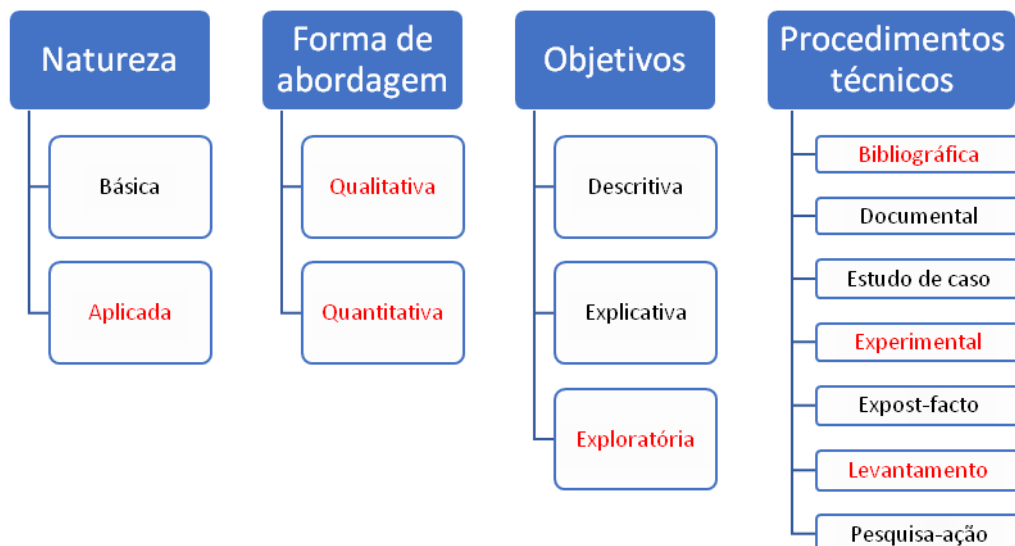 Natureza
Básica
Aplicada
Forma de
abordagem
Qualitativa
Quantitativa
Objetivos
Descritiva
Explicativa
Exploratória
Procedimentos
técnicos
Bibliográfica
Documental
Estudo de caso
Experimental
Expost-facto
Levantamento
Pesquisa-ação